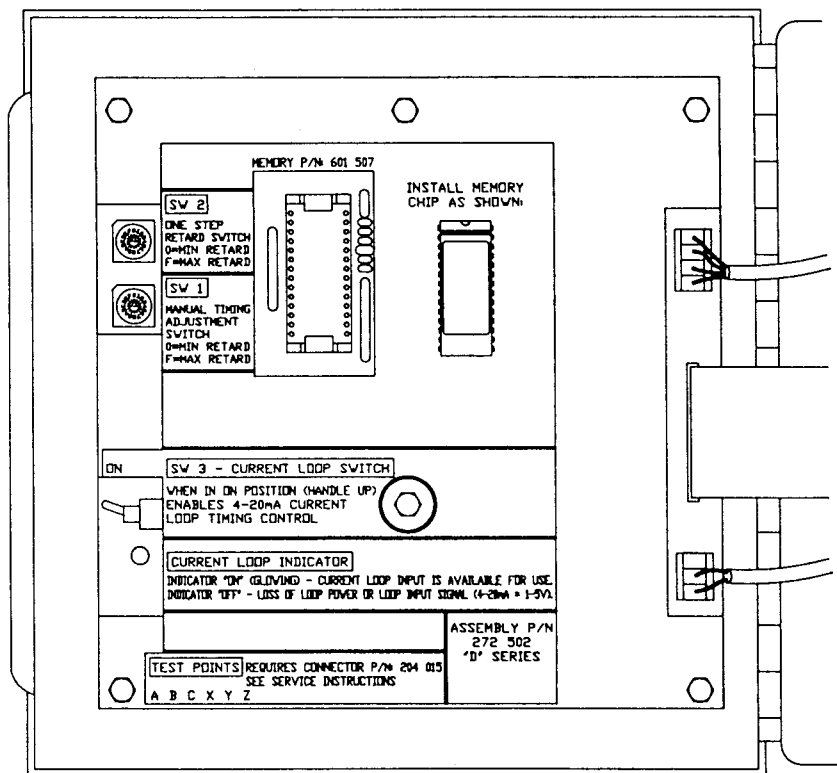 MEMORY P/N: 601 507
INSTALL MEMORY
CHIP AS SHOWN:
SW 2
ONE STEP
RETARD SWITCH
0=MIN RETARD
F=MAX RETARD
SW 1
MANUAL TIMING
ADJUSTMENT
SWITCH
0=MIN RETARD
F=MAX RETARD
ON
SW 3 - CURRENT LOOP SWITCH
WHEN IN ON POSITION (HANDLE UP)
ENABLES 4-20mA CURRENT
LOOP TIMING CONTROL
CURRENT LOOP INDICATOR
INDICATOR "ON" (GLOWING) - CURRENT LOOP INPUT IS AVAILABLE FOR USE.
INDICATOR "OFF" - LOSS OF LOOP POWER OR LOOP INPUT SIGNAL (4-20mA = 1-5V).
ASSEMBLY P/N
272 502
"D" SERIES
TEST POINTS REQUIRES CONNECTOR P/N: 204 015
SEE SERVICE INSTRUCTIONS
A B C X Y Z